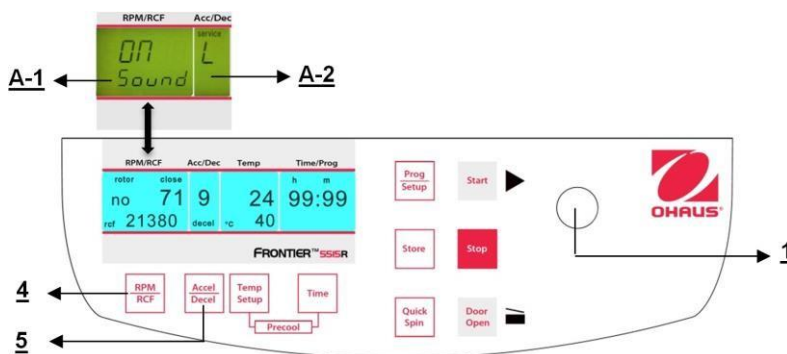 RPM/RCF Acc/Dec
service
ON L
Sound
A-1 A-2
RPM/RCF Acc/Dec Temp Time/Prog
rotor close h m
no 71 9 24 99:99
rcf 21380 decel °C 40
FRONTIER™ 5515R
Prog
Setup
Start
OHAUS®
Store
Stop
1
4
RPM
RCF
Accel
Decel
Temp
Setup
Time
Precool
5
Quick
Spin
Door
Open